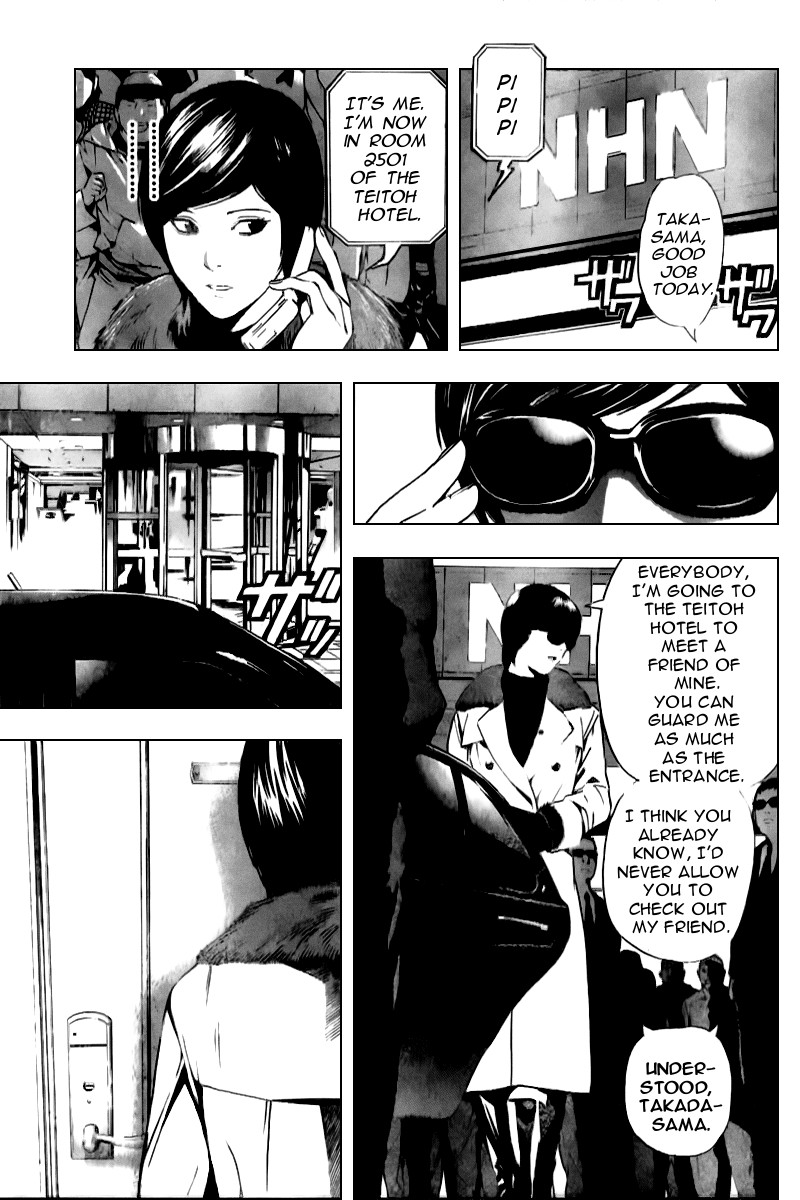 PI
PI
PI
NHN
TAKA-
SAMA,
GOOD
JOB
TODAY.
ザワ
ザワ
IT'S ME.
I'M NOW
IN ROOM
2501
OF THE
TEITOH
HOTEL.
ザッ
EVERYBODY,
I'M GOING TO
THE TEITOH
HOTEL TO
MEET A
FRIEND OF
MINE.
YOU CAN
GUARD ME
AS MUCH
AS THE
ENTRANCE.
I THINK YOU
ALREADY
KNOW, I'D
NEVER ALLOW
YOU TO
CHECK OUT
MY FRIEND.
UNDER-
STOOD,
TAKADA-
SAMA.